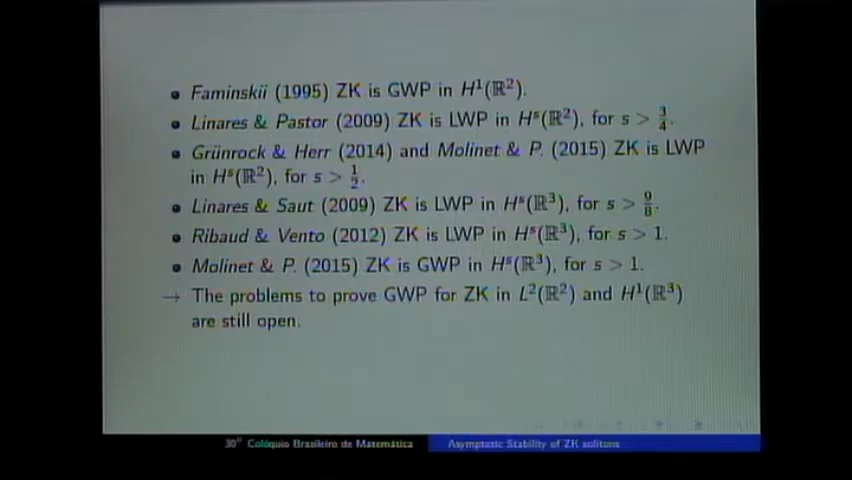 • Faminskii (1995) ZK is GWP in H¹(ℝ²).
• Linares & Pastor (2009) ZK is LWP in Hˢ(ℝ²), for s > 3/4.
• Grünrock & Herr (2014) and Molinet & P. (2015) ZK is LWP
in Hˢ(ℝ²), for s > 1/2.
• Linares & Saut (2009) ZK is LWP in Hˢ(ℝ³), for s > 9/8.
• Ribaud & Vento (2012) ZK is LWP in Hˢ(ℝ³), for s > 1.
• Molinet & P. (2015) ZK is GWP in Hˢ(ℝ³), for s > 1.
→ The problems to prove GWP for ZK in L²(ℝ²) and H¹(ℝ³)
are still open.
30° Colóquio Brasileiro de Matemática Asymptotic Stability of ZK solitons